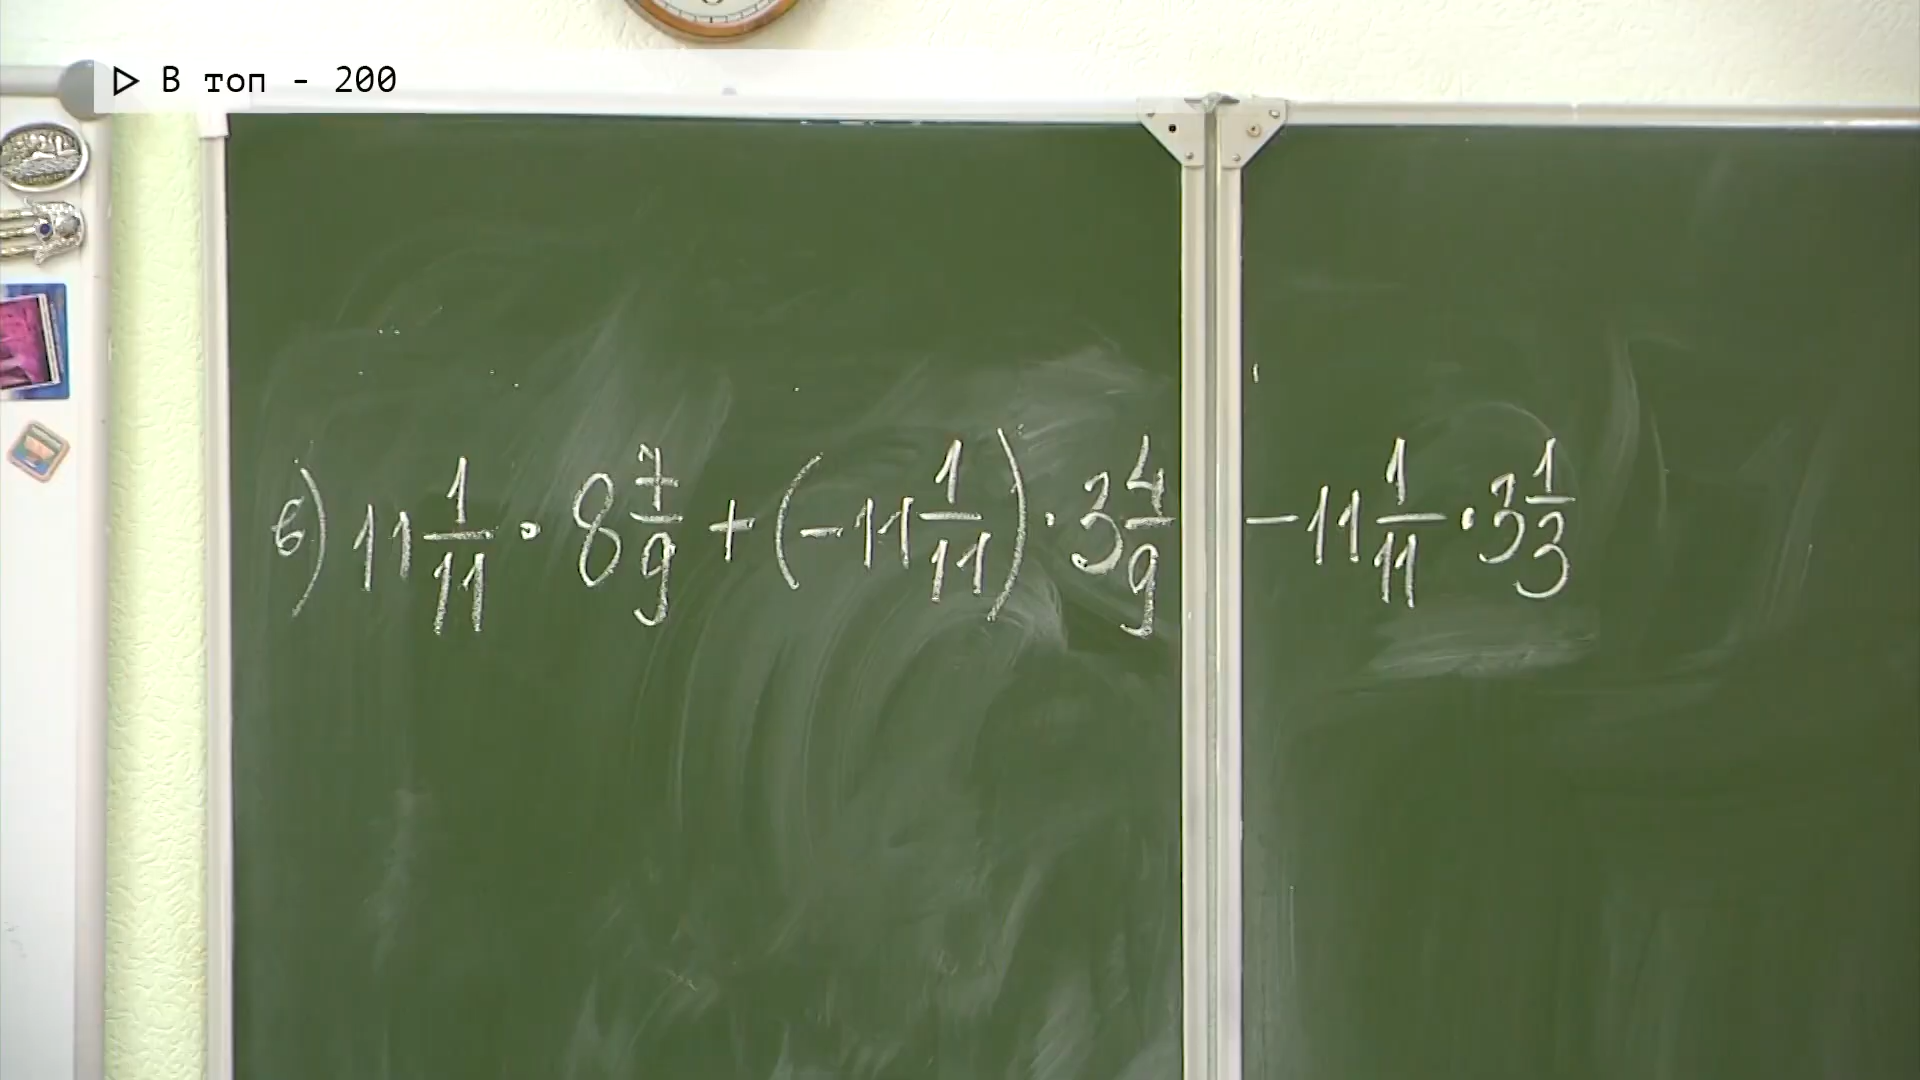 В топ - 200
в) 11 1/11 · 8 7/9 + (-11 1/11) · 3 4/9 - 11 1/11 · 3 1/3